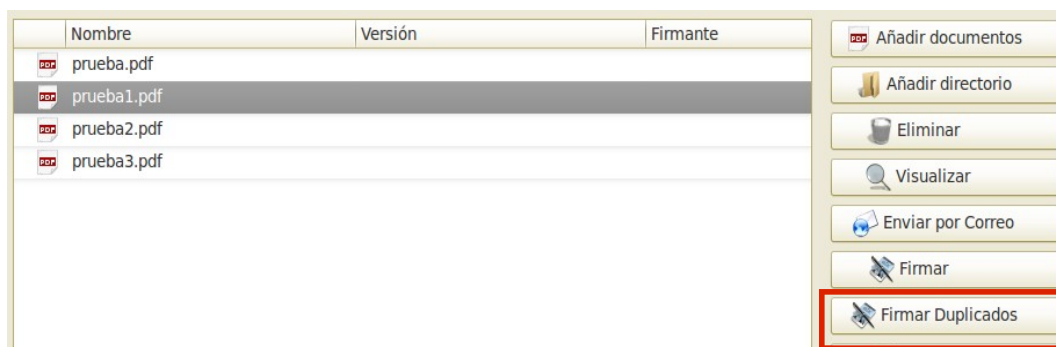 Nombre Versión Firmante
prueba.pdf
prueba1.pdf
prueba2.pdf
prueba3.pdf
PDF Añadir documentos
Añadir directorio
Eliminar
Visualizar
Enviar por Correo
Firmar
Firmar Duplicados